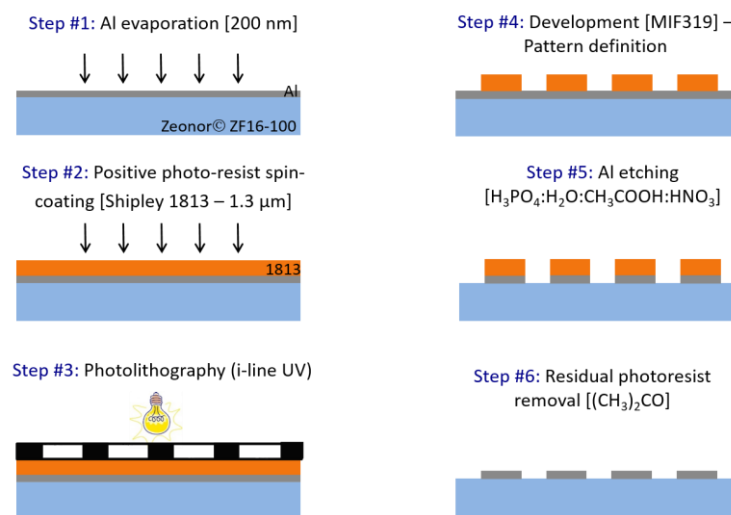 Step #1: Al evaporation [200 nm]
Al
Zeonor© ZF16-100
Step #2: Positive photo-resist spin-
coating [Shipley 1813 – 1.3 µm]
1813
Step #3: Photolithography (i-line UV)
Step #4: Development [MIF319] –
Pattern definition
Step #5: Al etching
[H₃PO₄:H₂O:CH₃COOH:HNO₃]
Step #6: Residual photoresist
removal [(CH₃)₂CO]